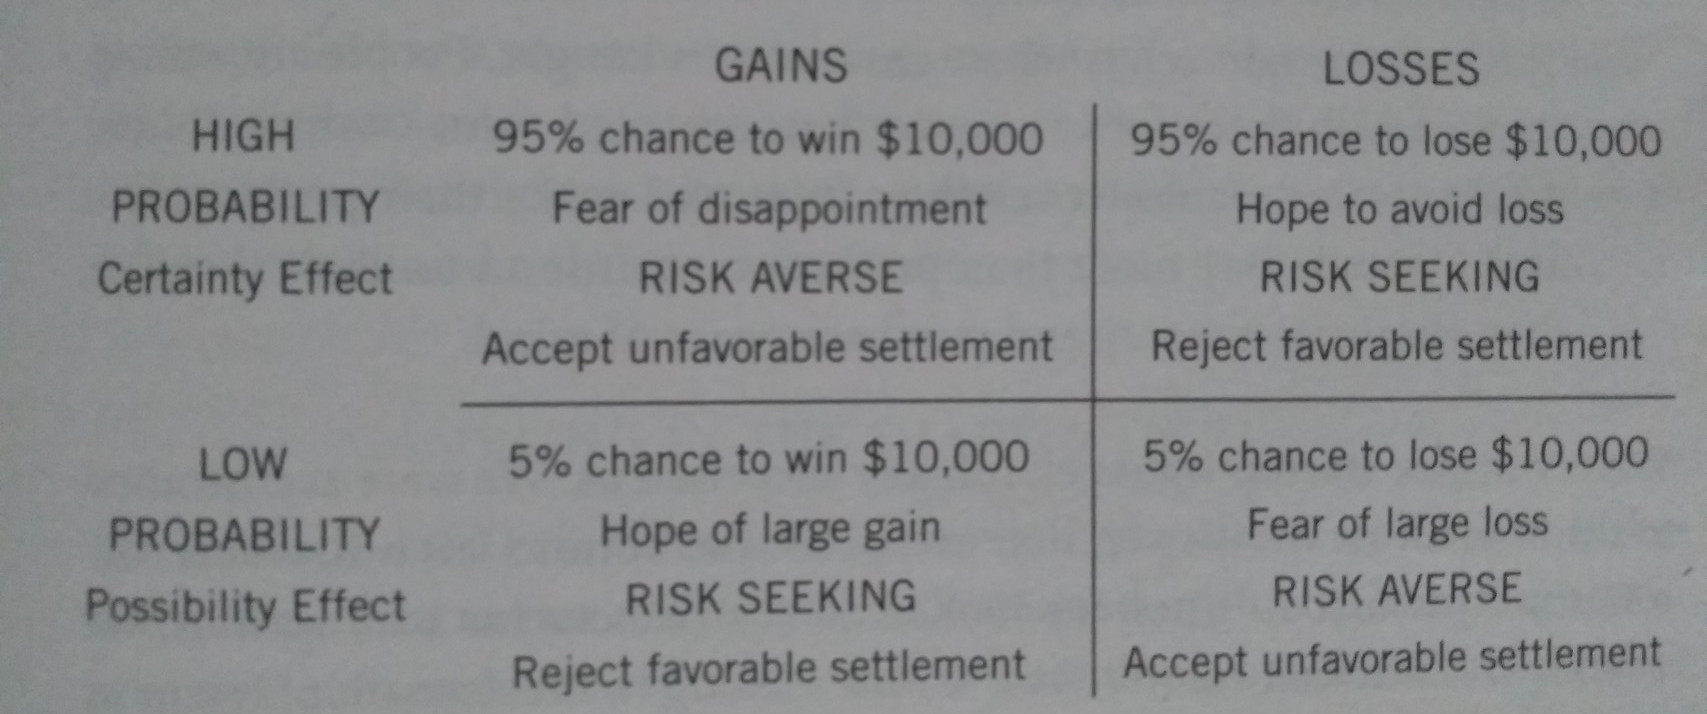 GAINS LOSSES
HIGH 95% chance to win $10,000 95% chance to lose $10,000
PROBABILITY Fear of disappointment Hope to avoid loss
Certainty Effect RISK AVERSE RISK SEEKING
Accept unfavorable settlement Reject favorable settlement
LOW 5% chance to win $10,000 5% chance to lose $10,000
PROBABILITY Hope of large gain Fear of large loss
Possibility Effect RISK SEEKING RISK AVERSE
Reject favorable settlement Accept unfavorable settlement